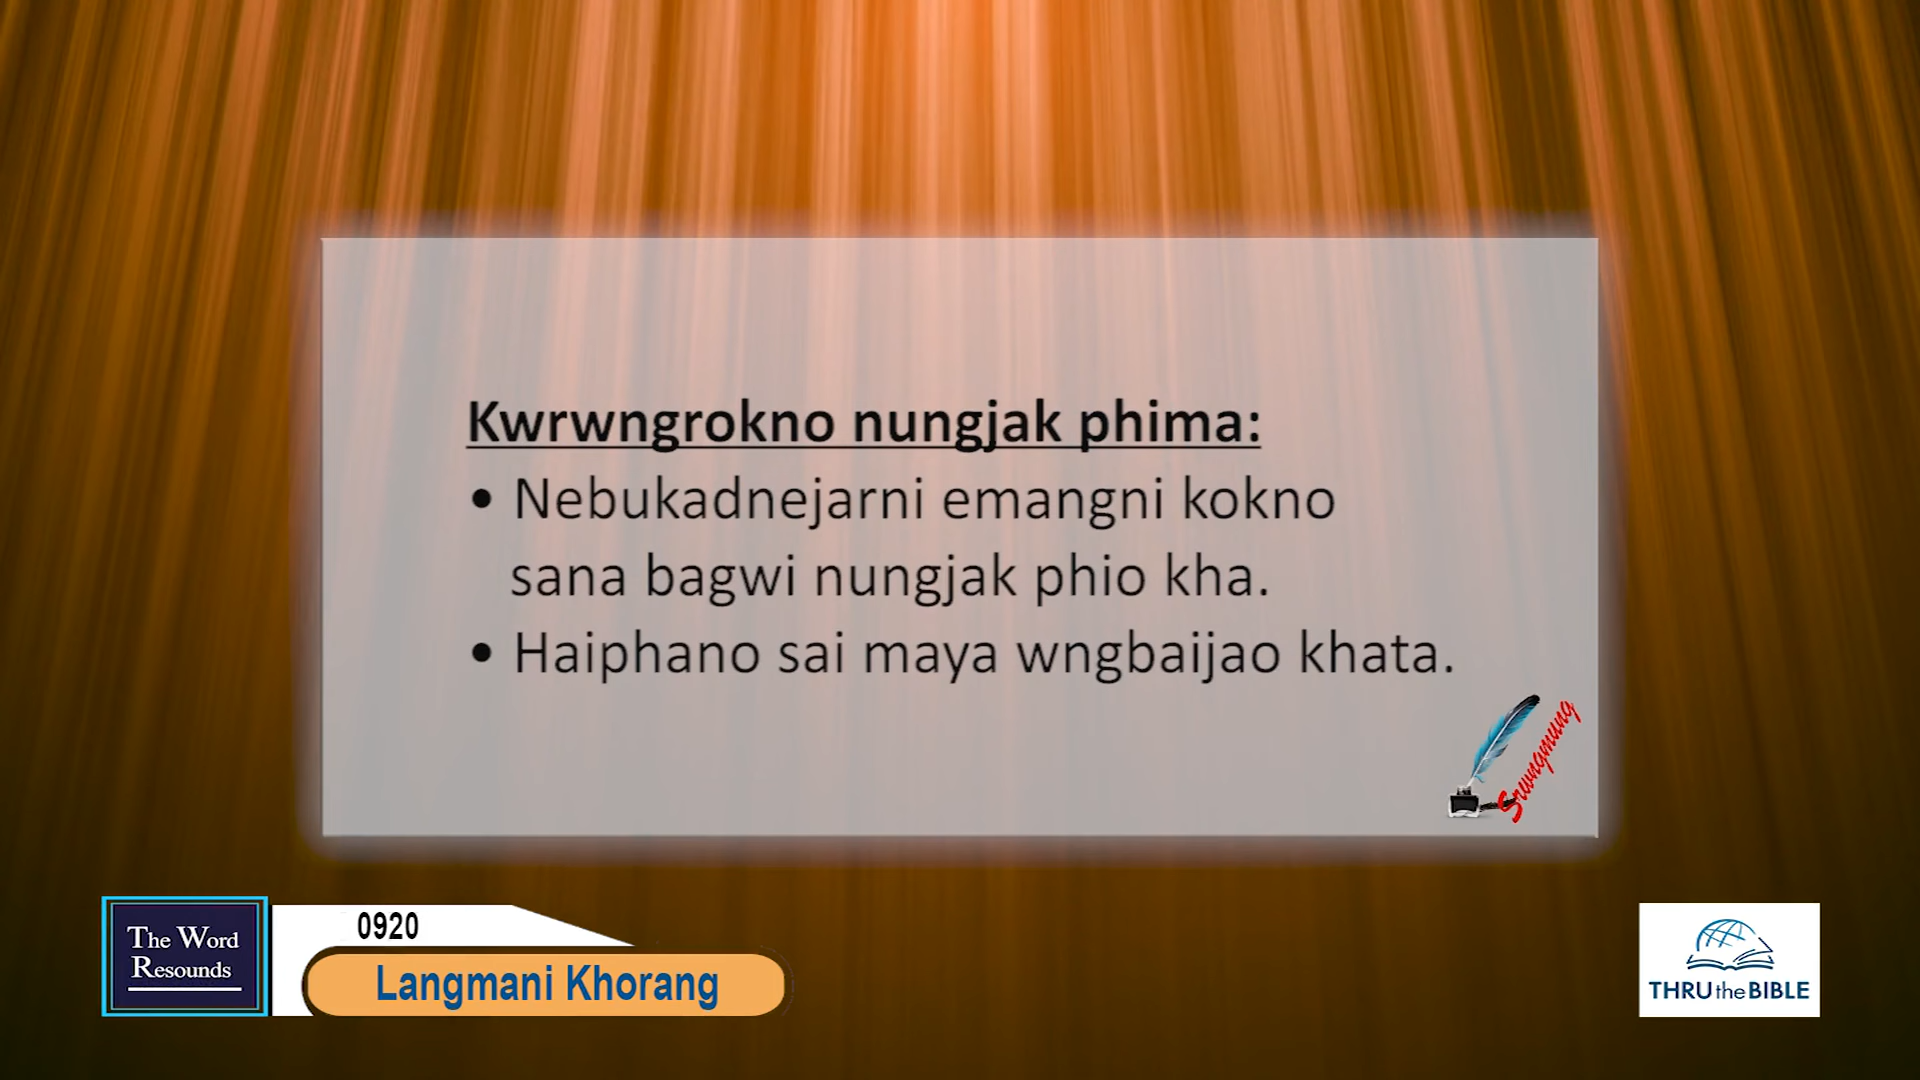 Kwrwngrokno nungjak phima:
• Nebukadnejarni emangni kokno
sana bagwi nungjak phio kha.
• Haiphano sai maya wngbaijao khata.
Srwngmung
The Word
Resounds
0920
Langmani Khorang
THRU the BIBLE